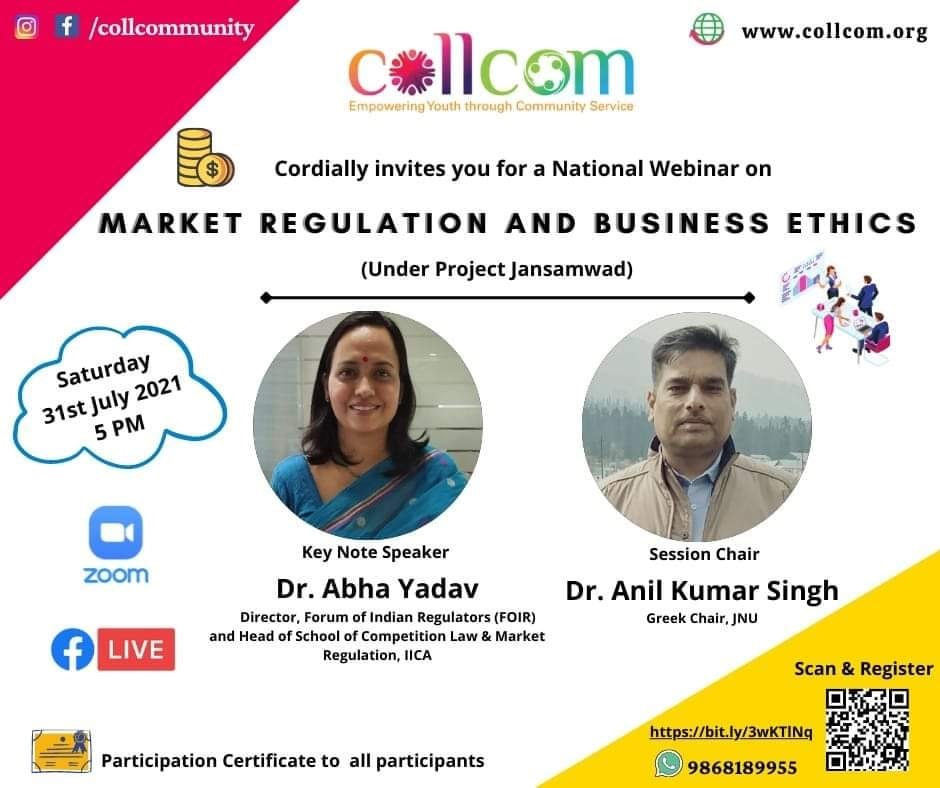 /collcommunity
www.collcom.org
collcom
Empowering Youth through Community Service
Cordially invites you for a National Webinar on
MARKET REGULATION AND BUSINESS ETHICS
(Under Project Jansamwad)
Saturday
31st July 2021
5 PM
zoom
LIVE
Key Note Speaker
Dr. Abha Yadav
Director, Forum of Indian Regulators (FOIR)
and Head of School of Competition Law & Market
Regulation, IICA
Session Chair
Dr. Anil Kumar Singh
Greek Chair, JNU
Scan & Register
https://bit.ly/3wKTlNq
9868189955
Participation Certificate to all participants